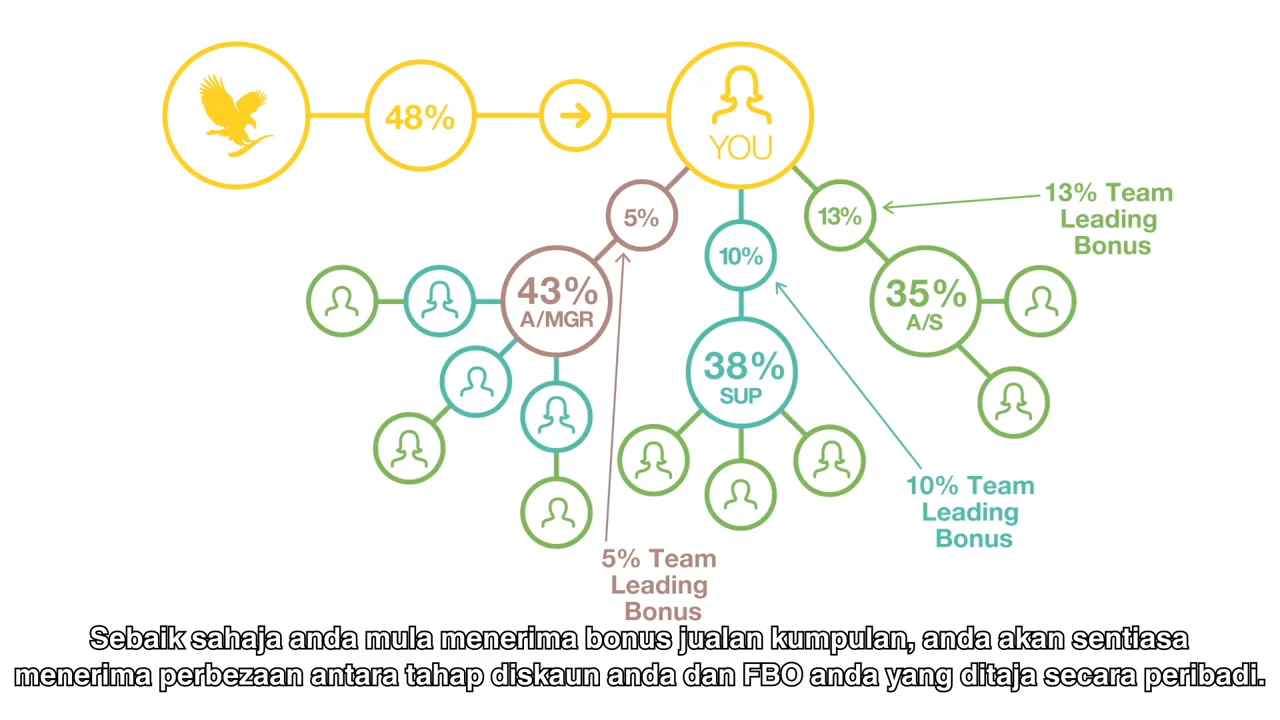 48%
YOU
5%
10%
13%
13% Team
Leading
Bonus
43%
A/MGR
38%
SUP
35%
A/S
10% Team
Leading
Bonus
5% Team
Leading
Bonus
Sebaik sahaja anda mula menerima bonus jualan kumpulan, anda akan sentiasa
menerima perbezaan antara tahap diskaun anda dan FBO anda yang ditaja secara peribadi.